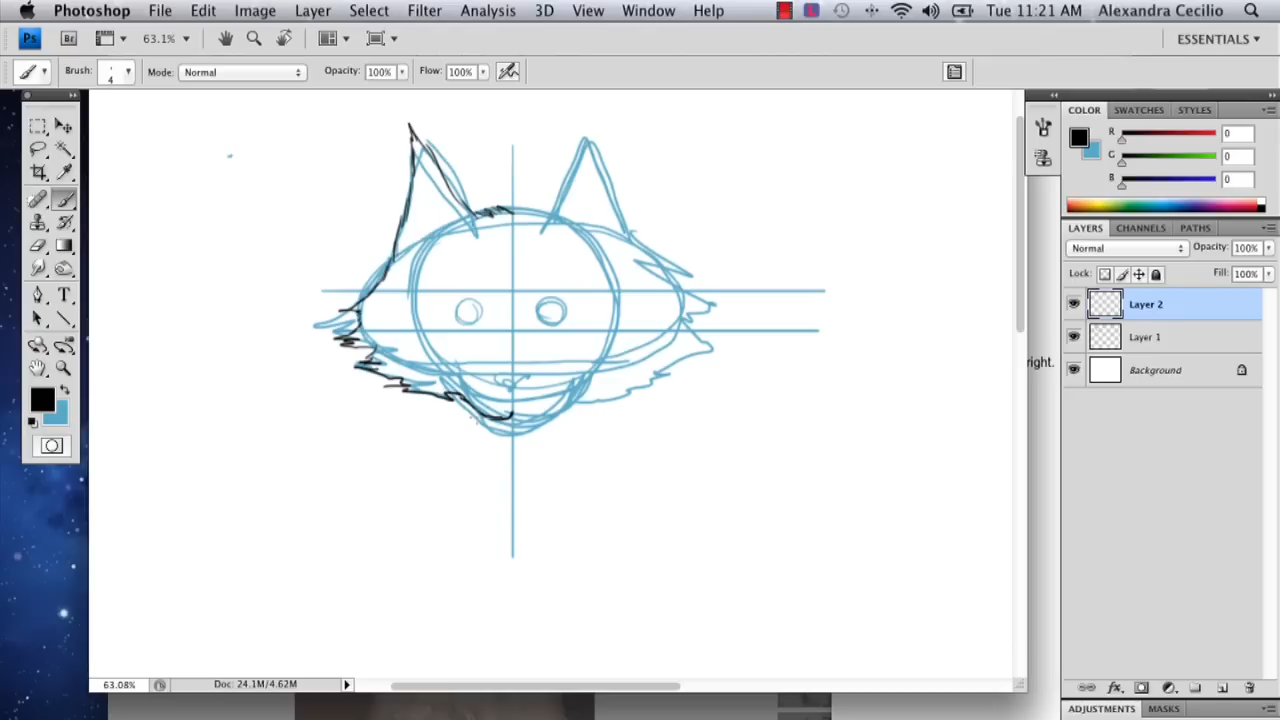 Photoshop File Edit Image Layer Select Filter Analysis 3D View Window Help Tue 11:21 AM Alexandra Cecilio
Ps Br 63.1% ESSENTIALS
Brush: 4 Mode: Normal Opacity: 100% Flow: 100%
COLOR SWATCHES STYLES
R 0
G 0
B 0
LAYERS CHANNELS PATHS
Normal Opacity: 100%
Lock: Fill: 100%
Layer 2
Layer 1
Background
right.
T
fx
63.08% Doc: 24.1M/4.62M
ADJUSTMENTS MASKS